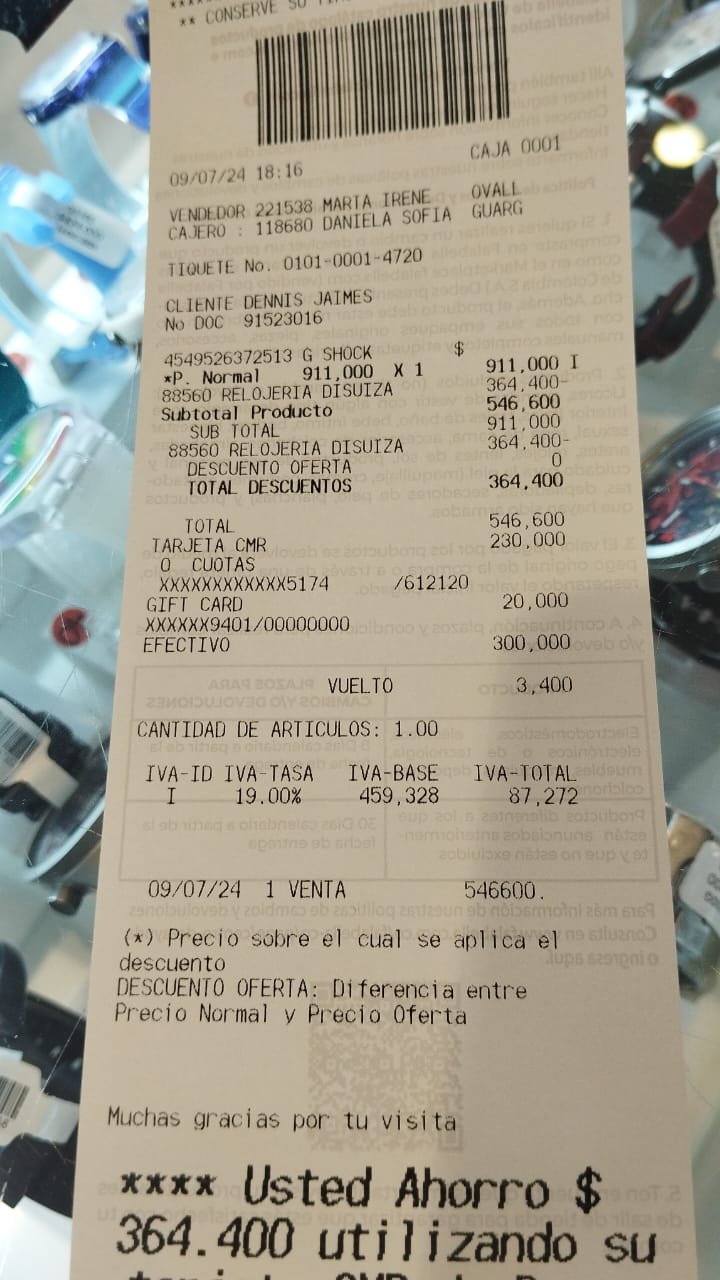 ** CONSERVE SU
CAJA 0001
09/07/24 18:16
VENDEDOR 221538 MARTA IRENE OVALL
CAJERO : 118680 DANIELA SOFIA GUARG
TIQUETE No. 0101-0001-4720
CLIENTE DENNIS JAIMES
No DOC 91523016
4549526372513 G SHOCK $
*P. Normal 911,000 X 1 911,000 I
88560 RELOJERIA DISUIZA 364,400-
Subtotal Producto 546,600
SUB TOTAL 911,000
88560 RELOJERIA DISUIZA 364,400-
DESCUENTO OFERTA 0
TOTAL DESCUENTOS 364,400
TOTAL 546,600
TARJETA CMR 230,000
0 CUOTAS
XXXXXXXXXXXX5174 /612120
GIFT CARD 20,000
XXXXXX9401/00000000
EFECTIVO 300,000
VUELTO 3,400
CANTIDAD DE ARTICULOS: 1.00
IVA-ID IVA-TASA IVA-BASE IVA-TOTAL
I 19.00% 459,328 87,272
09/07/24 1 VENTA 546600.
(*) Precio sobre el cual se aplica el
descuento
DESCUENTO OFERTA: Diferencia entre
Precio Normal y Precio Oferta
Muchas gracias por tu visita
**** Usted Ahorro $
364.400 utilizando su